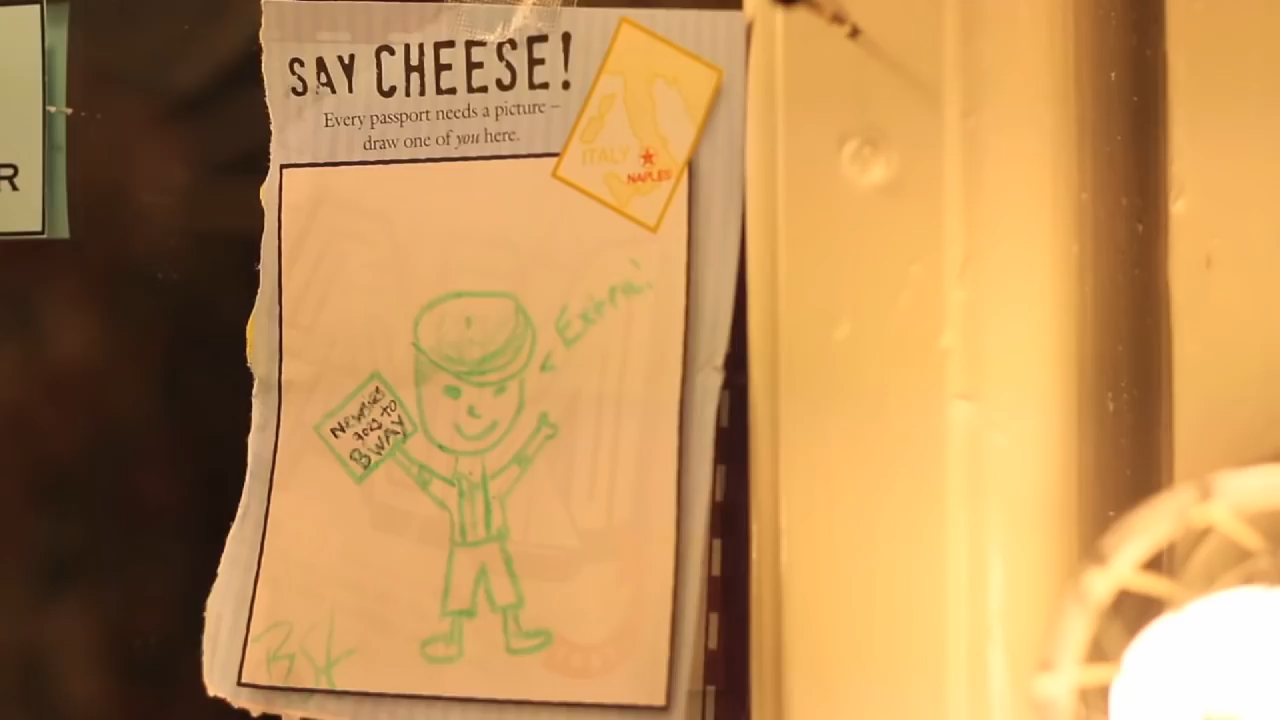 R
SAY CHEESE!
Every passport needs a picture –
draw one of you here.
ITALY
NAPLES
Extra!
Newsies
goes to
BWAY